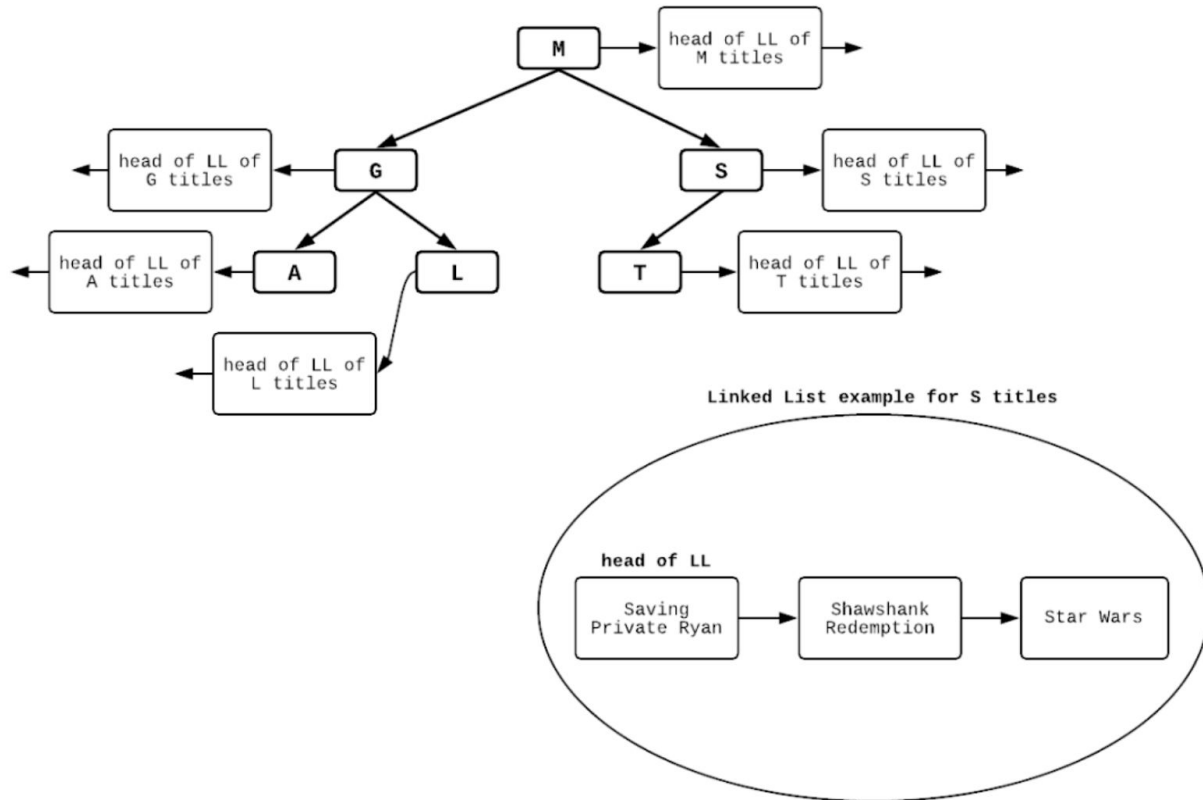 M
head of LL of
M titles
head of LL of
G titles
G
S
head of LL of
S titles
head of LL of
A titles
A
L
T
head of LL of
T titles
head of LL of
L titles
Linked List example for S titles
head of LL
Saving
Private Ryan
Shawshank
Redemption
Star Wars